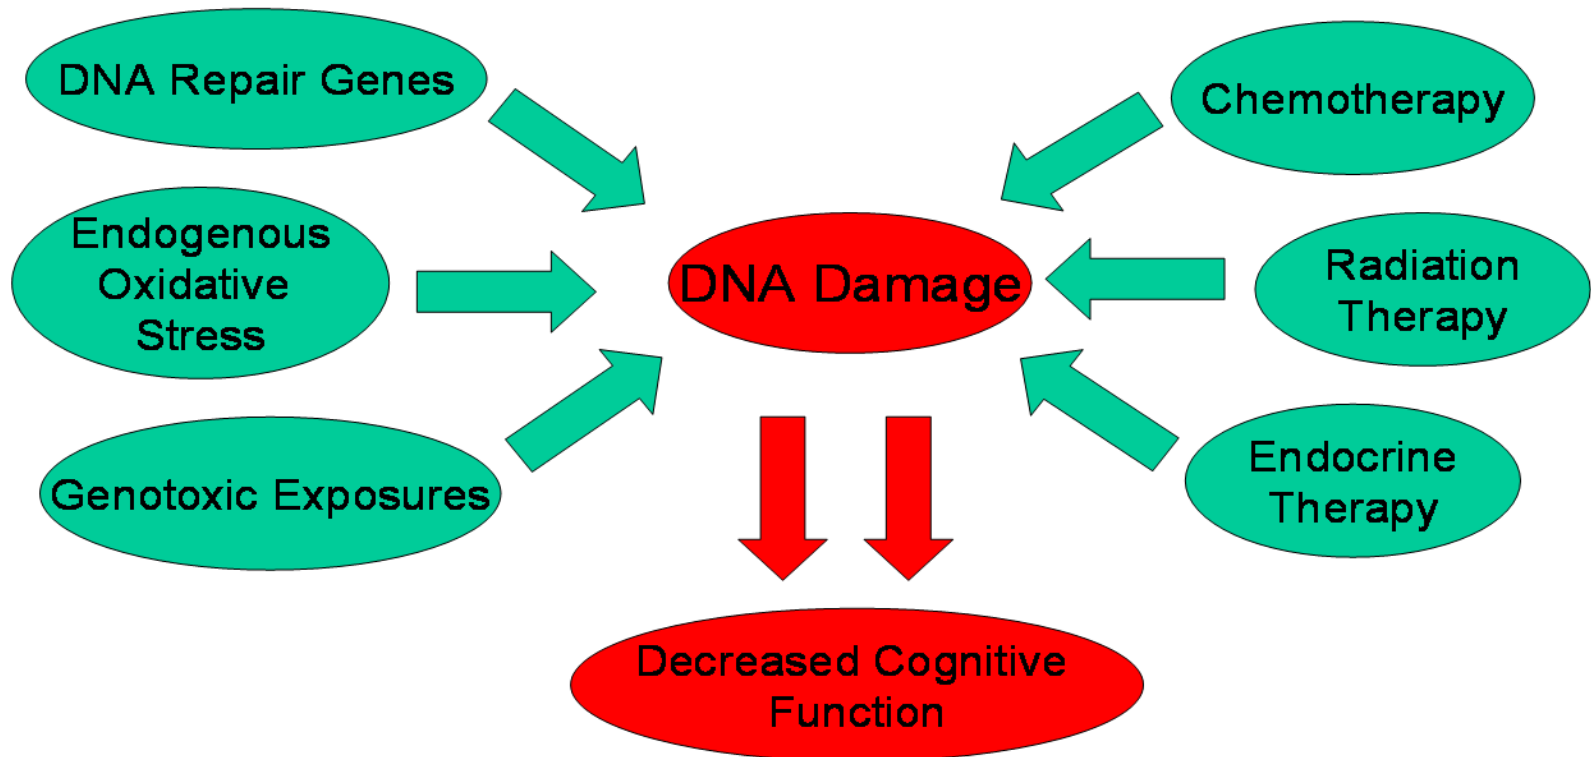 DNA Repair Genes
Endogenous
Oxidative
Stress
Genotoxic Exposures
DNA Damage
Chemotherapy
Radiation
Therapy
Endocrine
Therapy
Decreased Cognitive
Function